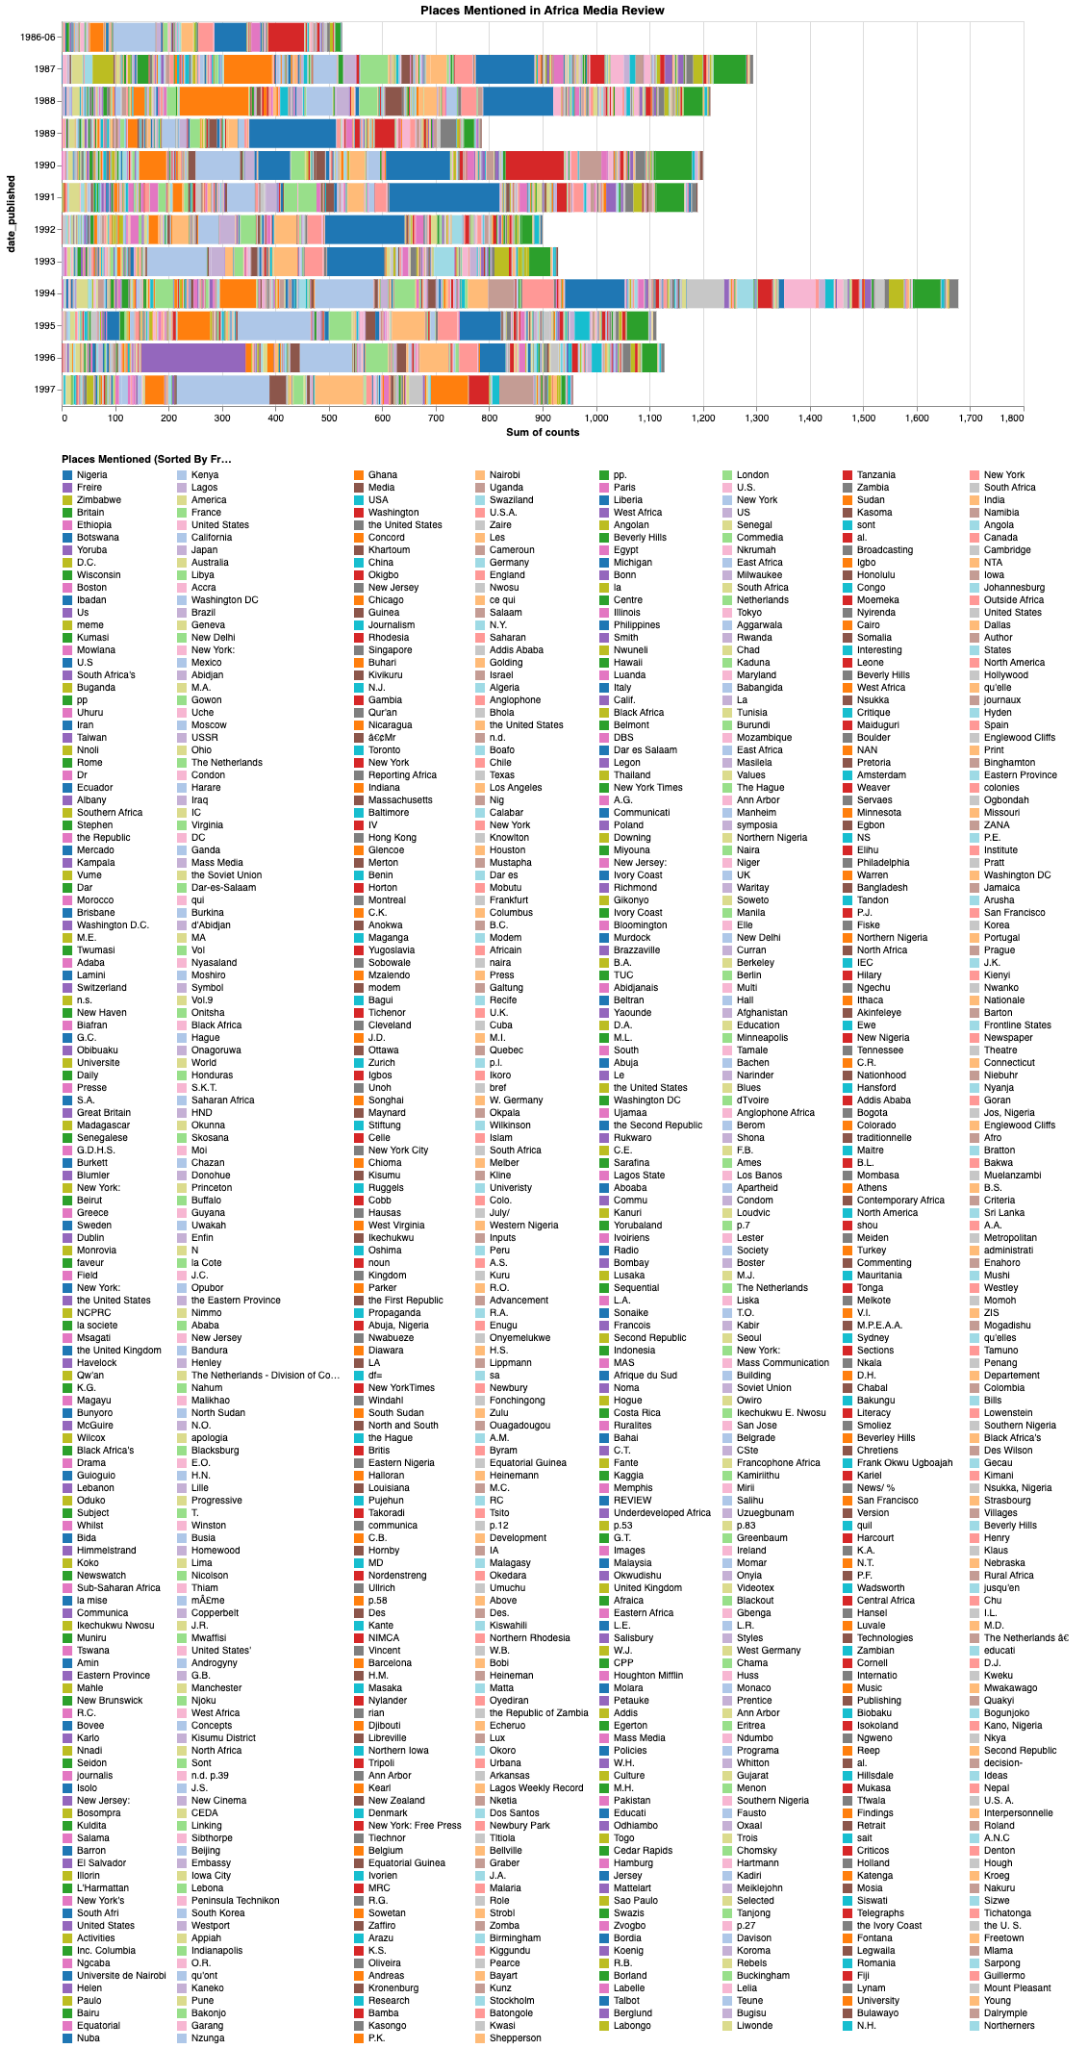 Places Mentioned in Africa Media Review
1986-06
1987
1988
1989
1990
1991
1992
1993
1994
1995
1996
1997
date_published
0 100 200 300 400 500 600 700 800 900 1,000 1,100 1,200 1,300 1,400 1,500 1,600 1,700 1,800
Sum of counts
Places Mentioned (Sorted By Fr…
Nigeria Kenya Ghana Nairobi pp. London Tanzania New York
Freire Lagos Media Uganda Paris U.S. Zambia South Africa
Zimbabwe America USA Swaziland Liberia New York Sudan India
Britain France Washington U.S.A. West Africa US Kasoma Namibia
Ethiopia United States the United States Zaire Angolan Senegal sont Angola
Botswana California Concord Les Beverly Hills Commedia al. Canada
Yoruba Japan Khartoum Cameroun Egypt Nkrumah Broadcasting Cambridge
D.C. Australia China Germany Michigan East Africa Igbo NTA
Wisconsin Libya Okigbo England Bonn Milwaukee Honolulu Iowa
Boston Accra New Jersey Nwosu la South Africa Congo Johannesburg
Ibadan Washington DC Chicago ce qui Centre Netherlands Moemeka Outside Africa
Us Brazil Guinea Salaam Illinois Tokyo Nyirenda United States
meme Geneva Journalism N.Y. Philippines Aggarwala Cairo Dallas
Kumasi New Delhi Rhodesia Saharan Smith Rwanda Somalia Author
Mowlana New York: Singapore Addis Ababa Nwuneli Chad Interesting States
U.S Mexico Buhari Golding Hawaii Kaduna Leone North America
South Africa's Abidjan Kivikuru Israel Luanda Maryland Beverly Hills Hollywood
Buganda M.A. N.J. Algeria Italy Babangida West Africa qu'elle
pp Gowon Gambia Anglophone Calif. La Nsukka journaux
Uhuru Uche Qur'an Bhola Black Africa Tunisia Critique Hyden
Iran Moscow Nicaragua the United States Belmont Burundi Maiduguri Spain
Taiwan USSR â€¢Mr n.d. DBS Mozambique Boulder Englewood Cliffs
Nnoli Ohio Toronto Boafo Dar es Salaam East Africa NAN Print
Rome The Netherlands New York Chile Legon Masilela Pretoria Binghamton
Dr Condon Reporting Africa Texas Thailand Values Amsterdam Eastern Province
Ecuador Harare Indiana Los Angeles New York Times The Hague Weaver colonies
Albany Iraq Massachusetts Nig A.G. Ann Arbor Servaes Ogbondah
Southern Africa IC Baltimore Calabar Communicati Manheim Minnesota Missouri
Stephen Virginia IV New York Poland symposia Egbon ZANA
the Republic DC Hong Kong Knowlton Downing Northern Nigeria NS P.E.
Mercado Ganda Glencoe Houston Miyouna Naira Elihu Institute
Kampala Mass Media Merton Mustapha New Jersey: Niger Philadelphia Pratt
Vume the Soviet Union Benin Dar es Ivory Coast UK Warren Washington DC
Dar Dar-es-Salaam Horton Mobutu Richmond Waritay Bangladesh Jamaica
Morocco qui Montreal Frankfurt Gikonyo Soweto Tandon Arusha
Brisbane Burkina C.K. Columbus Ivory Coast Manila P.J. San Francisco
Washington D.C. d'Abidjan Anokwa B.C. Bloomington Elle Fiske Korea
M.E. MA Maganga Modem Murdock New Delhi Northern Nigeria Portugal
Twumasi Voi Yugoslavia Africain Brazzaville Curran North Africa Prague
Adaba Nyasaland Sobowale naira B.A. Berkeley IEC J.K.
Lamini Moshiro Mzalendo Press TUC Berlin Hilary Kienyi
Switzerland Symbol modem Galtung Abidjanais Multi Ngechu Nwanko
n.s. Vol.9 Bagui Recife Beltran Hall Ithaca Nationale
New Haven Onitsha Tichenor U.K. Yaounde Afghanistan Akinfeleye Barton
Biafran Black Africa Cleveland Cuba D.A. Education Ewe Frontline States
G.C. Hague J.D. M.I. M.L. Minneapolis New Nigeria Newspaper
Obibuaku Onagoruwa Ottawa Quebec South Tamale Tennessee Theatre
Universite World Zurich p.l. Abuja Bachen C.R. Connecticut
Daily Honduras Igbos Ikoro Le Narinder Nationhood Niebuhr
Presse S.K.T. Unoh bref the United States Blues Hansford Nyanja
S.A. Saharan Africa Songhai W. Germany Washington DC dTvoire Addis Ababa Goran
Great Britain HND Maynard Okpala Ujamaa Anglophone Africa Bogota Jos, Nigeria
Madagascar Okunna Stiftung Wilkinson the Second Republic Berom Colorado Englewood Cliffs
Senegalese Skosana Celle Islam Rukwaro Shona traditionnelle Afro
G.D.H.S. Moi New York City South Africa C.E. F.B. Maitre Bratton
Burkett Chazan Chioma Melber Sarafina Ames B.L. Bakwa
Blumler Donohue Kisumu Kline Lagos State Los Banos Mombasa Muelanzambi
New York: Princeton Ruggels Univeristy Aboaba Apartheid Athens B.S.
Beirut Buffalo Cobb Colo. Commu Condom Contemporary Africa Criteria
Greece Guyana Hausas July/ Kanuri Loudvic North America Sri Lanka
Sweden Uwakah West Virginia Western Nigeria Yorubaland p.7 shou A.A.
Dublin Enfin Ikechukwu Inputs Ivoiriens Lester Meiden Metropolitan
Monrovia N Oshima Peru Radio Society Turkey administrati
faveur la Cote noun A.S. Bombay Boster Commenting Enahoro
Field J.C. Kingdom Kuru Lusaka M.J. Mauritania Mushi
New York: Opubor Parker R.O. Sequential The Netherlands Tonga Westley
the United States the Eastern Province the First Republic Advancement L.A. Liska Melkote Momoh
NCPRC Nimmo Propaganda R.A. Sonaike T.O. V.I. ZIS
la societe Ababa Abuja, Nigeria Enugu Francois Kabir M.P.E.A.A. Mogadishu
Msagati New Jersey Nwabueze Onyemelukwe Second Republic Seoul Sydney qu'elles
the United Kingdom Bandura Diawara H.S. Indonesia New York: Sections Tamuno
Havelock Henley LA Lippmann MAS Mass Communication Nkala Penang
Qw'an The Netherlands - Division of Co… df= sa Afrique du Sud Building D.H. Departement
K.G. Nahum New YorkTimes Newbury Noma Soviet Union Chabal Colombia
Magayu Malikhao Windahl Fonchingong Hogue Owiro Bakungu Bills
Bunyoro North Sudan South Sudan Zulu Costa Rica Ikechukwu E. Nwosu Literacy Lowenstein
McGuire N.O. North and South Ouagadougou Ruralites San Jose Smoliez Southern Nigeria
Wilcox apologia the Hague A.M. Bahai Belgrade Beverley Hills Black Africa's
Black Africa's Blacksburg Britis Byram C.T. CSte Chretiens Des Wilson
Drama E.O. Eastern Nigeria Equatorial Guinea Fante Francophone Africa Frank Okwu Ugboajah Gecau
Guioguio H.N. Halloran Heinemann Kaggia Kamiriithu Kariel Kimani
Lebanon Lille Louisiana M.C. Memphis Mirii News/ % Nsukka, Nigeria
Oduko Progressive Pujehun RC REVIEW Salihu San Francisco Strasbourg
Subject T. Takoradi Tsito Underdeveloped Africa Uzuegbunam Version Villages
Whilst Winston communica p.12 p.53 p.83 quil Beverly Hills
Bida Busia C.B. Development G.T. Greenbaum Harcourt Henry
Himmelstrand Homewood Hornby IA Images Ireland K.A. Klaus
Koko Lima MD Malagasy Malaysia Momar N.T. Nebraska
Newswatch Nicolson Nordenstreng Okedara Okwudishu Onyia P.F. Rural Africa
Sub-Saharan Africa Thiam Ullrich Umuchu United Kingdom Videotex Wadsworth jusqu'en
la mise mÃ£me p.58 Above Afraica Blackout Central Africa Chu
Communica Copperbelt Des Des. Eastern Africa Gbenga Hansel I.L.
Ikechukwu Nwosu J.R. Kante Kiswahili L.E. L.R. Luvale M.D.
Muniru Mwaffisi NIMCA Northern Rhodesia Salisbury Styles Technologies The Netherlands â€
Tswana United States' Vincent W.B. W.J. West Germany Zambian educati
Amin Androgyny Barcelona Bobi CPP Chama Cornell D.J.
Eastern Province G.B. H.M. Heineman Houghton Mifflin Huss Internatio Kweku
Mahle Manchester Masaka Matta Molara Monaco Music Mwakawago
New Brunswick Njoku Nylander Oyediran Petauke Prentice Publishing Quakyi
R.C. West Africa rian the Republic of Zambia Addis Ann Arbor Biobaku Bogunjoko
Bovee Concepts Djibouti Echeruo Egerton Eritrea Isokoland Kano, Nigeria
Karlo Kisumu District Libreville Lux Mass Media Ndumbo Ngweno Nkya
Nnadi North Africa Northern Iowa Okoro Policies Programa Reep Second Republic
Seidon Sont Tripoli Urbana W.H. Whitton al. decision-
journalis n.d. p.39 Ann Arbor Arkansas Culture Gujarat Hillsdale Ideas
Isolo J.S. Kearl Lagos Weekly Record M.H. Menon Mukasa Nepal
New Jersey: New Cinema New Zealand Nketia Pakistan Southern Nigeria Tfwala U.S. A.
Bosompra CEDA Denmark Dos Santos Educati Fausto Findings Interpersonnelle
Kuldita Linking New York: Free Press Newbury Park Odhiambo Oxaal Retrait Roland
Salama Sibthorpe Tiechnor Titiola Togo Trois sait A.N.C
Barron Beijing Belgium Bellville Cedar Rapids Chomsky Criticos Denton
El Salvador Embassy Equatorial Guinea Graber Hamburg Hartmann Holland Hough
Illorin Iowa City Ivorien J.A. Jersey Kadiri Katenga Kroeg
L'Harmattan Lebona MRC Malaria Mattelart Meiklejohn Mosia Nakuru
New York's Peninsula Technikon R.G. Role Sao Paulo Selected Siswati Sizwe
South Afri South Korea Sowetan Strobl Swazis Tanjong Telegraphs Tichatonga
United States Westport Zaffiro Zomba Zvogbo p.27 the Ivory Coast the U. S.
Activities Appiah Arazu Birmingham Bordia Davison Fontana Freetown
Inc. Columbia Indianapolis K.S. Kiggundu Koenig Koroma Legwaila Mlama
Ngcaba O.R. Oliveira Pearce R.B. Rebels Romania Sarpong
Universite de Nairobi qu'ont Andreas Bayart Borland Buckingham Fiji Guillermo
Helen Kaneko Kronenburg Kunz Labelle Lelia Lynam Mount Pleasant
Paulo Pune Research Stockholm Talbot Teune University Young
Bairu Bakonjo Bamba Batongole Berglund Bugisu Bulawayo Dalrymple
Equatorial Garang Kasongo Kwasi Labongo Liwonde N.H. Northerners
Nuba Nzunga P.K. Shepperson